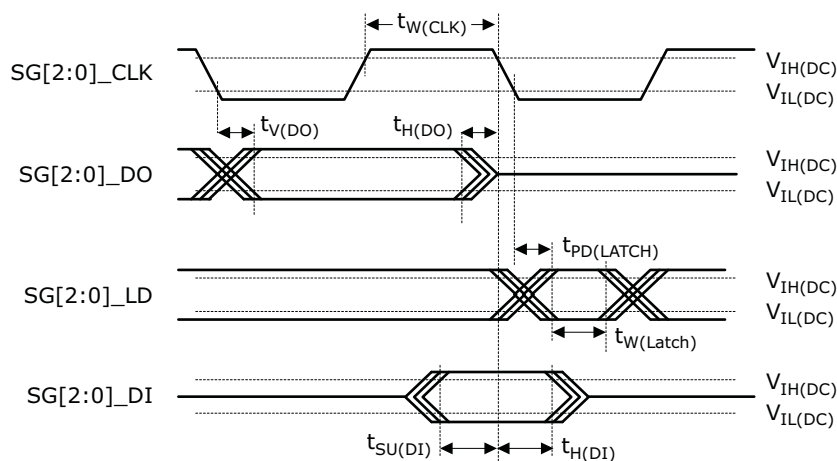 tW(CLK)
SG[2:0]_CLK
VIH(DC)
VIL(DC)
tV(DO)
tH(DO)
SG[2:0]_DO
VIH(DC)
VIL(DC)
tPD(LATCH)
SG[2:0]_LD
VIH(DC)
VIL(DC)
tW(Latch)
SG[2:0]_DI
VIH(DC)
VIL(DC)
tSU(DI)
tH(DI)